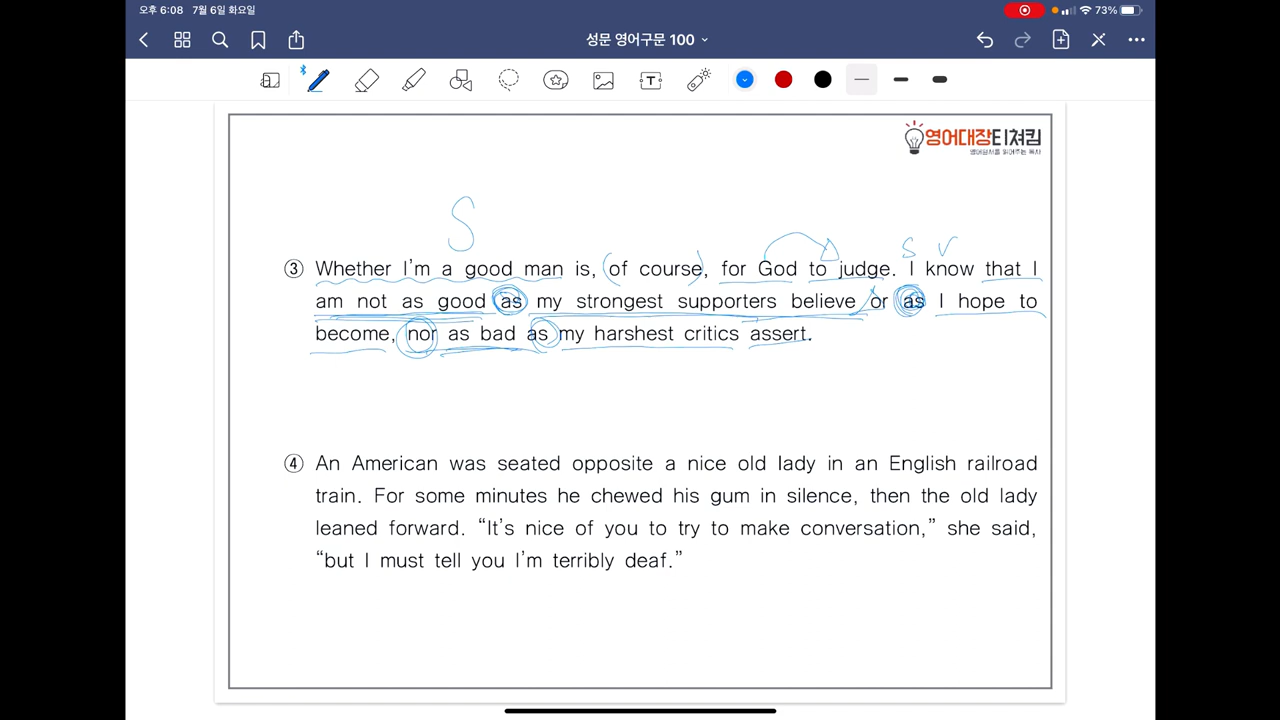 오후 6:08 7월 6일 화요일
73%
성문 영어구문 100
영어대장티쳐킴
S
S V
③ Whether I'm a good man is, (of course), for God to judge. I know that I
am not as good as my strongest supporters believe or as I hope to
become, nor as bad as my harshest critics assert.
④ An American was seated opposite a nice old lady in an English railroad
train. For some minutes he chewed his gum in silence, then the old lady
leaned forward. “It's nice of you to try to make conversation,” she said,
“but I must tell you I'm terribly deaf.”